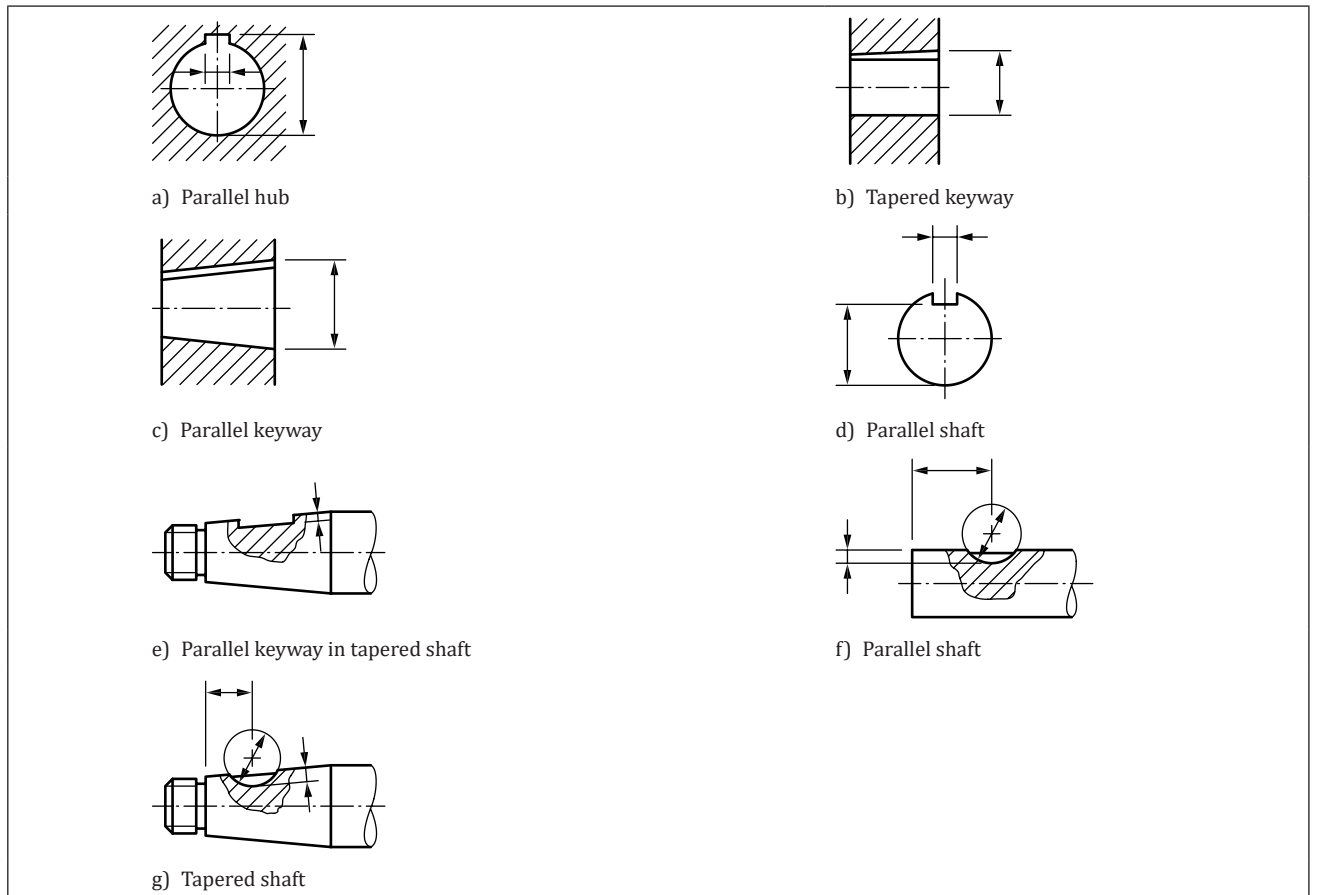 a) Parallel hub
b) Tapered keyway
c) Parallel keyway
d) Parallel shaft
e) Parallel keyway in tapered shaft
f) Parallel shaft
g) Tapered shaft